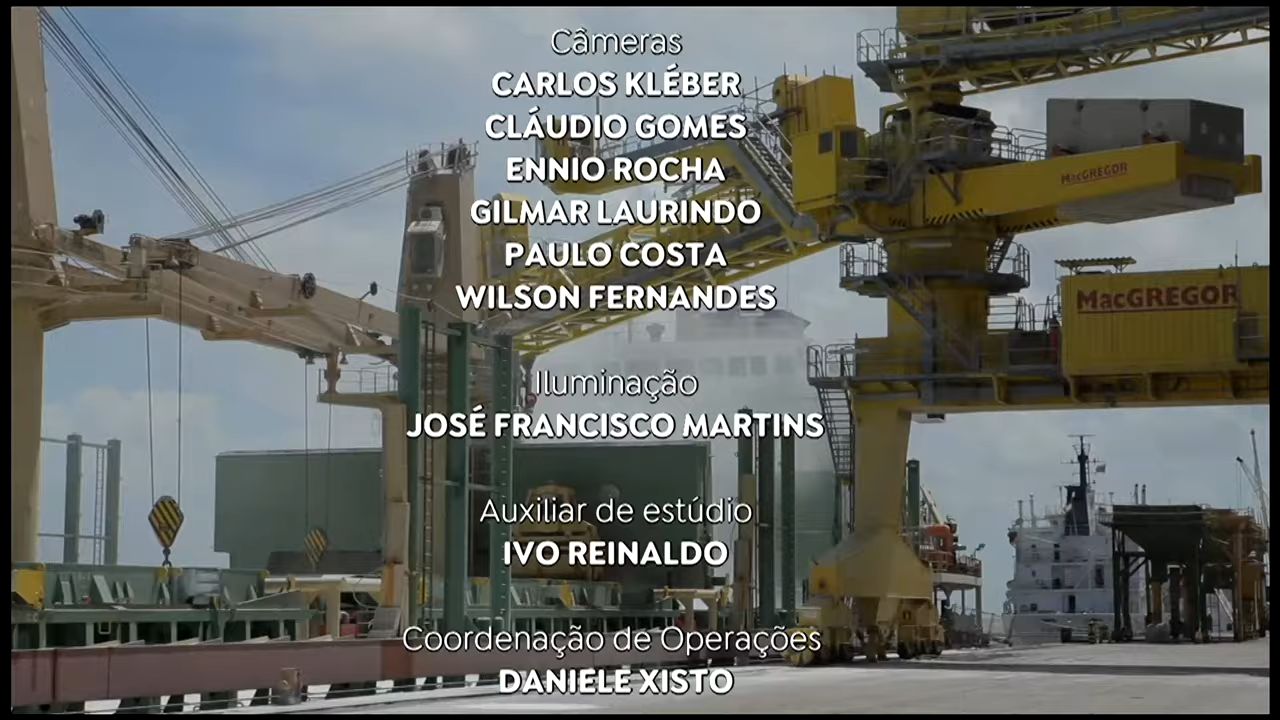 Câmeras
CARLOS KLÉBER
CLÁUDIO GOMES
ENNIO ROCHA
MacGREGOR
GILMAR LAURINDO
PAULO COSTA
WILSON FERNANDES
MacGREGOR
Iluminação
JOSÉ FRANCISCO MARTINS
Auxiliar de estúdio
IVO REINALDO
Coordenação de Operações
DANIELE XISTO